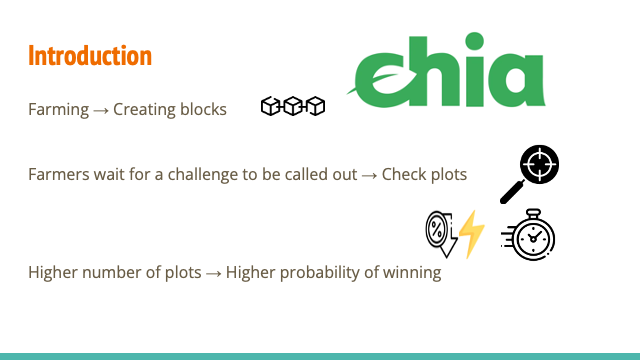 Introduction
chia
Farming → Creating blocks
Farmers wait for a challenge to be called out → Check plots
%
Higher number of plots → Higher probability of winning